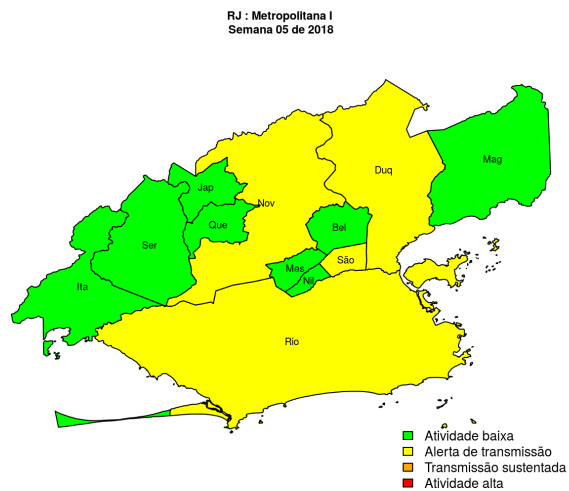 RJ : Metropolitana I
Semana 05 de 2018
Duq
Mag
Jap
Nov
Que
Bel
Ser
São
Mes
Nil
Ita
Rio
Atividade baixa
Alerta de transmissão
Transmissão sustentada
Atividade alta